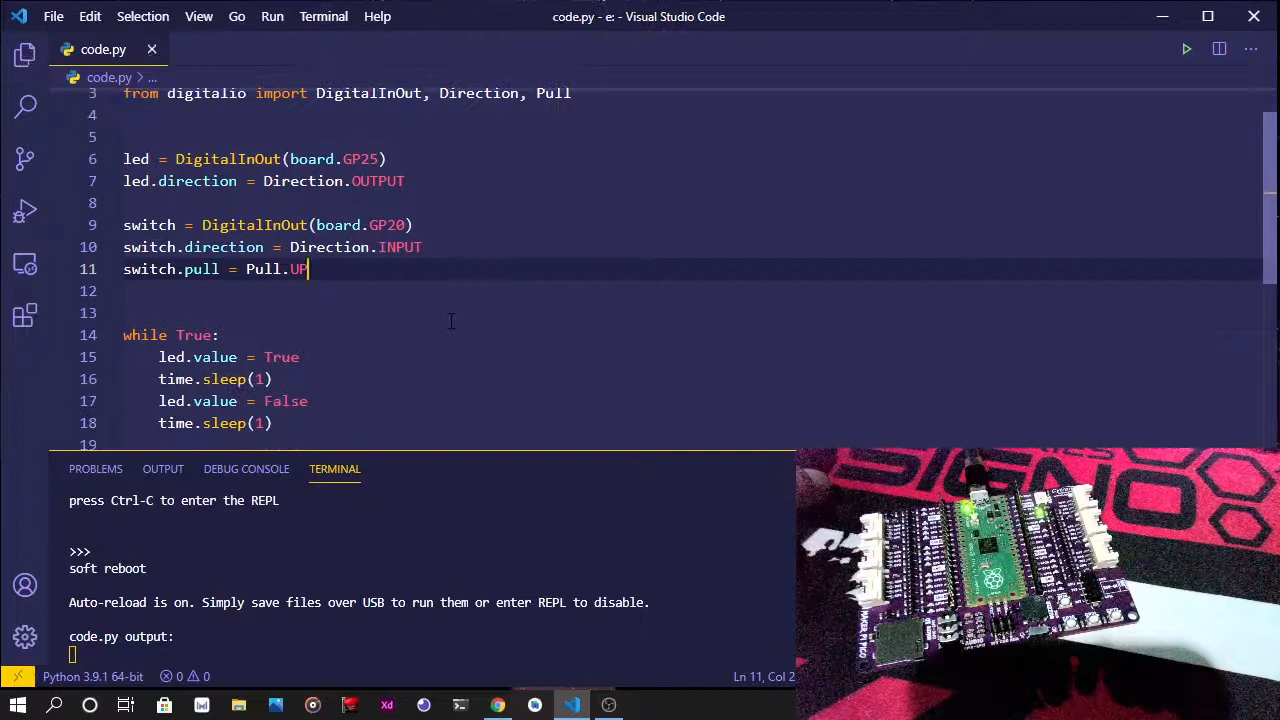 File Edit Selection View Go Run Terminal Help code.py - e: - Visual Studio Code
code.py
code.py > ...
3 from digitalio import DigitalInOut, Direction, Pull
4
5
6 led = DigitalInOut(board.GP25)
7 led.direction = Direction.OUTPUT
8
9 switch = DigitalInOut(board.GP20)
10 switch.direction = Direction.INPUT
11 switch.pull = Pull.UP
12
13
14 while True:
15 led.value = True
16 time.sleep(1)
17 led.value = False
18 time.sleep(1)
19
PROBLEMS OUTPUT DEBUG CONSOLE TERMINAL
press Ctrl-C to enter the REPL
>>>
soft reboot
Auto-reload is on. Simply save files over USB to run them or enter REPL to disable.
code.py output:
SIGNO
MAKER PI PICO
Python 3.9.1 64-bit 0 0 Ln 11, Col 2
Xd